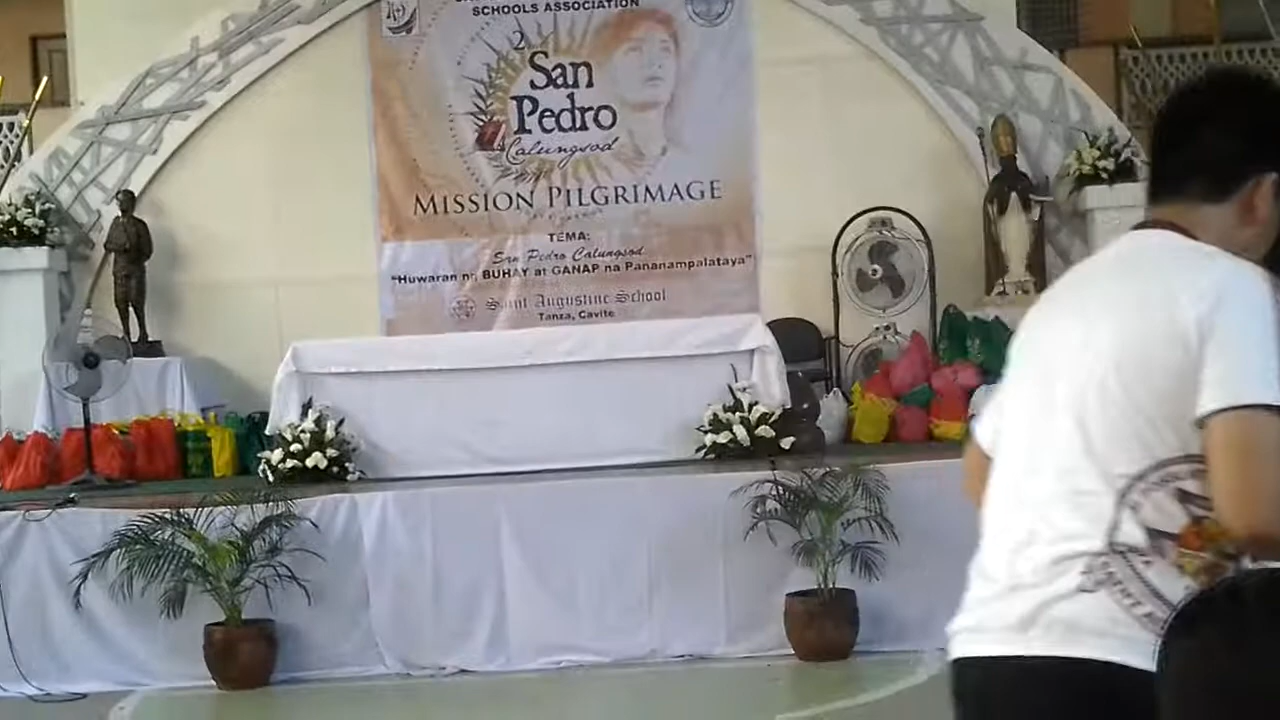 SCHOOLS ASSOCIATION
2
San
Pedro
Calungsod
MISSION PILGRIMAGE
TEMA:
San Pedro Calungsod
"Huwaran ng BUHAY at GANAP na Pananampalataya"
Saint Augustine School
Tanza, Cavite